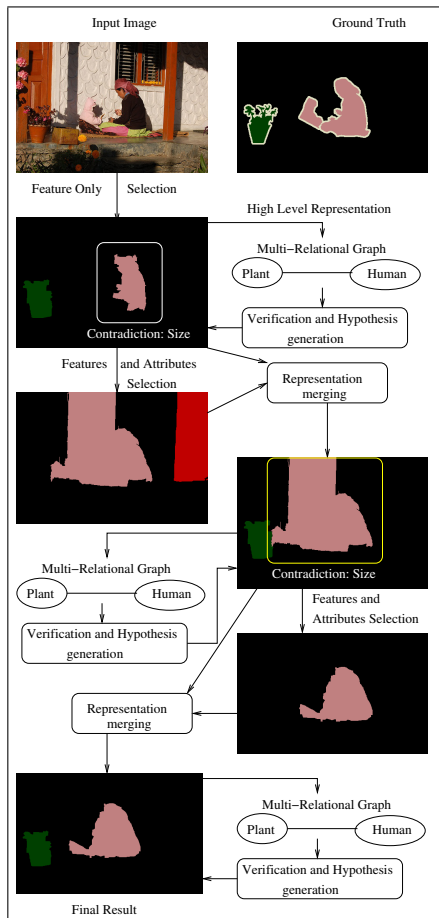 Input Image
Ground Truth
Feature Only Selection
High Level Representation
Multi−Relational Graph
Plant Human
Contradiction: Size
Verification and Hypothesis
generation
Features and Attributes
Selection
Representation
merging
Contradiction: Size
Multi−Relational Graph
Plant Human
Verification and Hypothesis
generation
Features and
Attributes Selection
Representation
merging
Multi−Relational Graph
Plant Human
Verification and Hypothesis
generation
Final Result